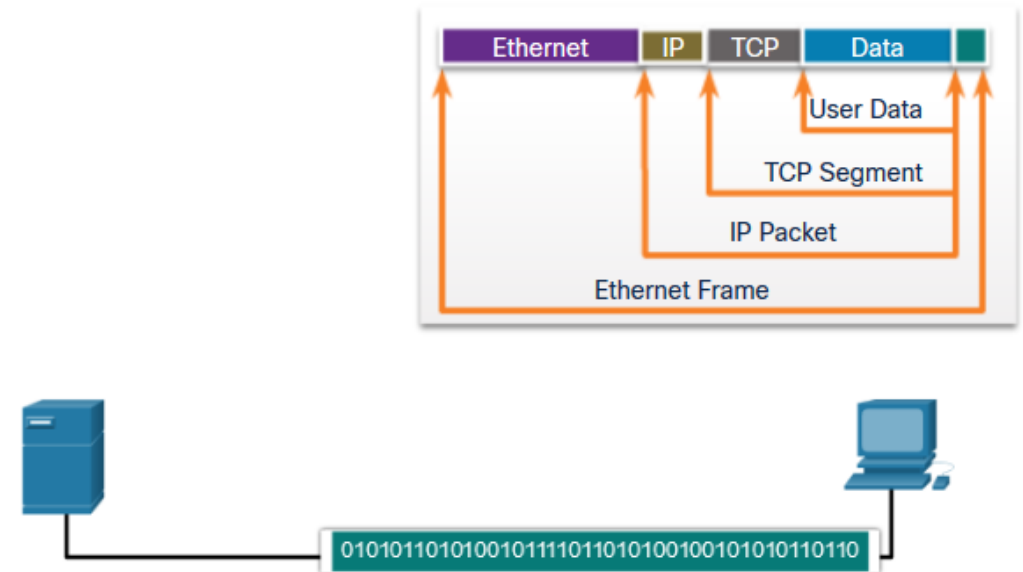 Ethernet IP TCP Data
User Data
TCP Segment
IP Packet
Ethernet Frame
010101101010010111101101010010010101010110110